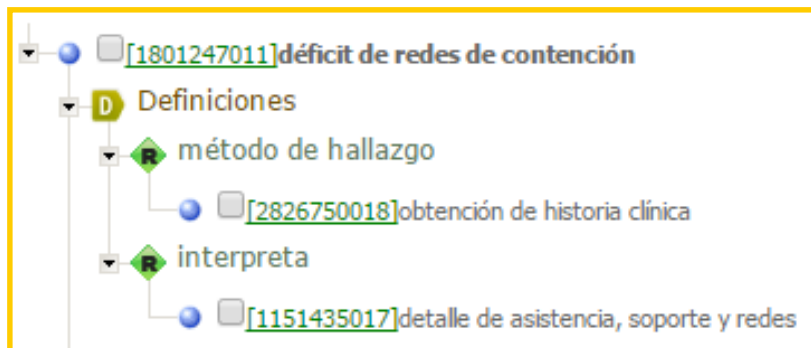 [1801247011]déficit de redes de contención
D Definiciones
R método de hallazgo
[2826750018]obtención de historia clínica
R interpreta
[1151435017]detalle de asistencia, soporte y redes